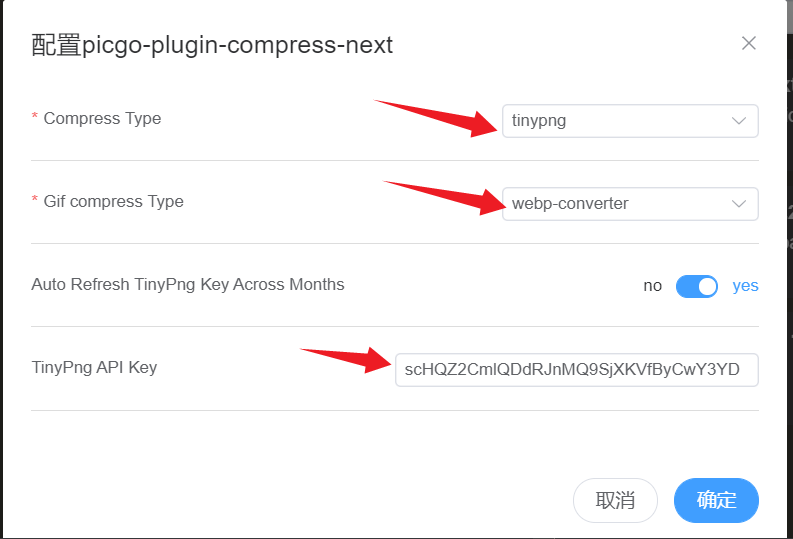 配置picgo-plugin-compress-next
* Compress Type
tinypng
* Gif compress Type
webp-converter
Auto Refresh TinyPng Key Across Months
no yes
TinyPng API Key
scHQZ2CmlQDdRJnMQ9SjXKVfByCwY3YD
取消 确定